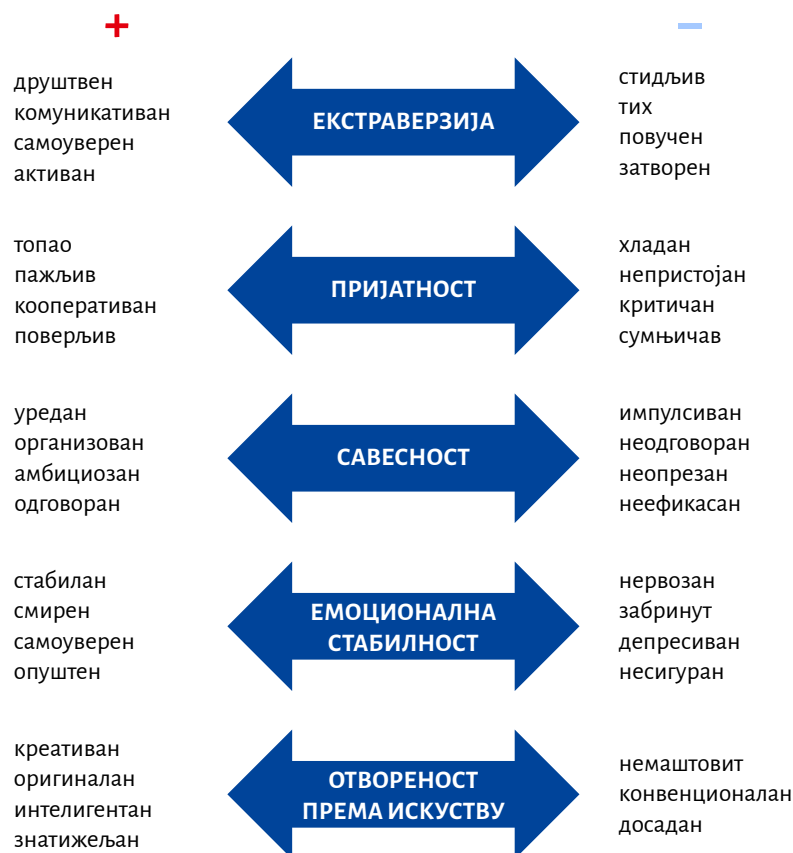 +
−
друштвен
комуникативан
самоуверен
активан
ЕКСТРАВЕРЗИЈА
стидљив
тих
повучен
затворен
топао
пажљив
кооперативан
поверљив
ПРИЈАТНОСТ
хладан
непристојан
критичан
сумњичав
уредан
организован
амбициозан
одговоран
САВЕСНОСТ
импулсиван
неодговоран
неопрезан
неефикасан
стабилан
смирен
самоуверен
опуштен
ЕМОЦИОНАЛНА
СТАБИЛНОСТ
нервозан
забринут
депресиван
несигуран
креативан
оригиналан
интелигентан
знатижељан
ОТВОРЕНОСТ
ПРЕМА ИСКУСТВУ
немаштовит
конвенционалан
досадан